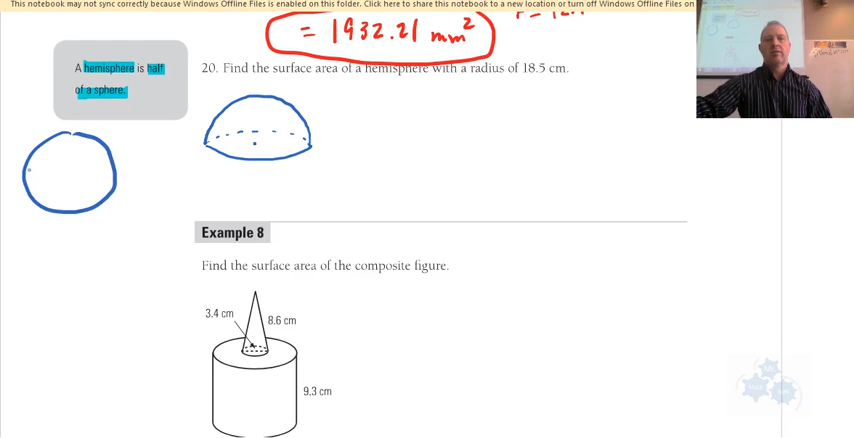 This notebook may not sync correctly because Windows Offline Files is enabled on this folder. Click here to share this notebook to a new location or turn off Windows Offline Files on
= 1932.21 mm²
A hemisphere is half
of a sphere.
20. Find the surface area of a hemisphere with a radius of 18.5 cm.
Example 8
Find the surface area of the composite figure.
3.4 cm
8.6 cm
9.3 cm